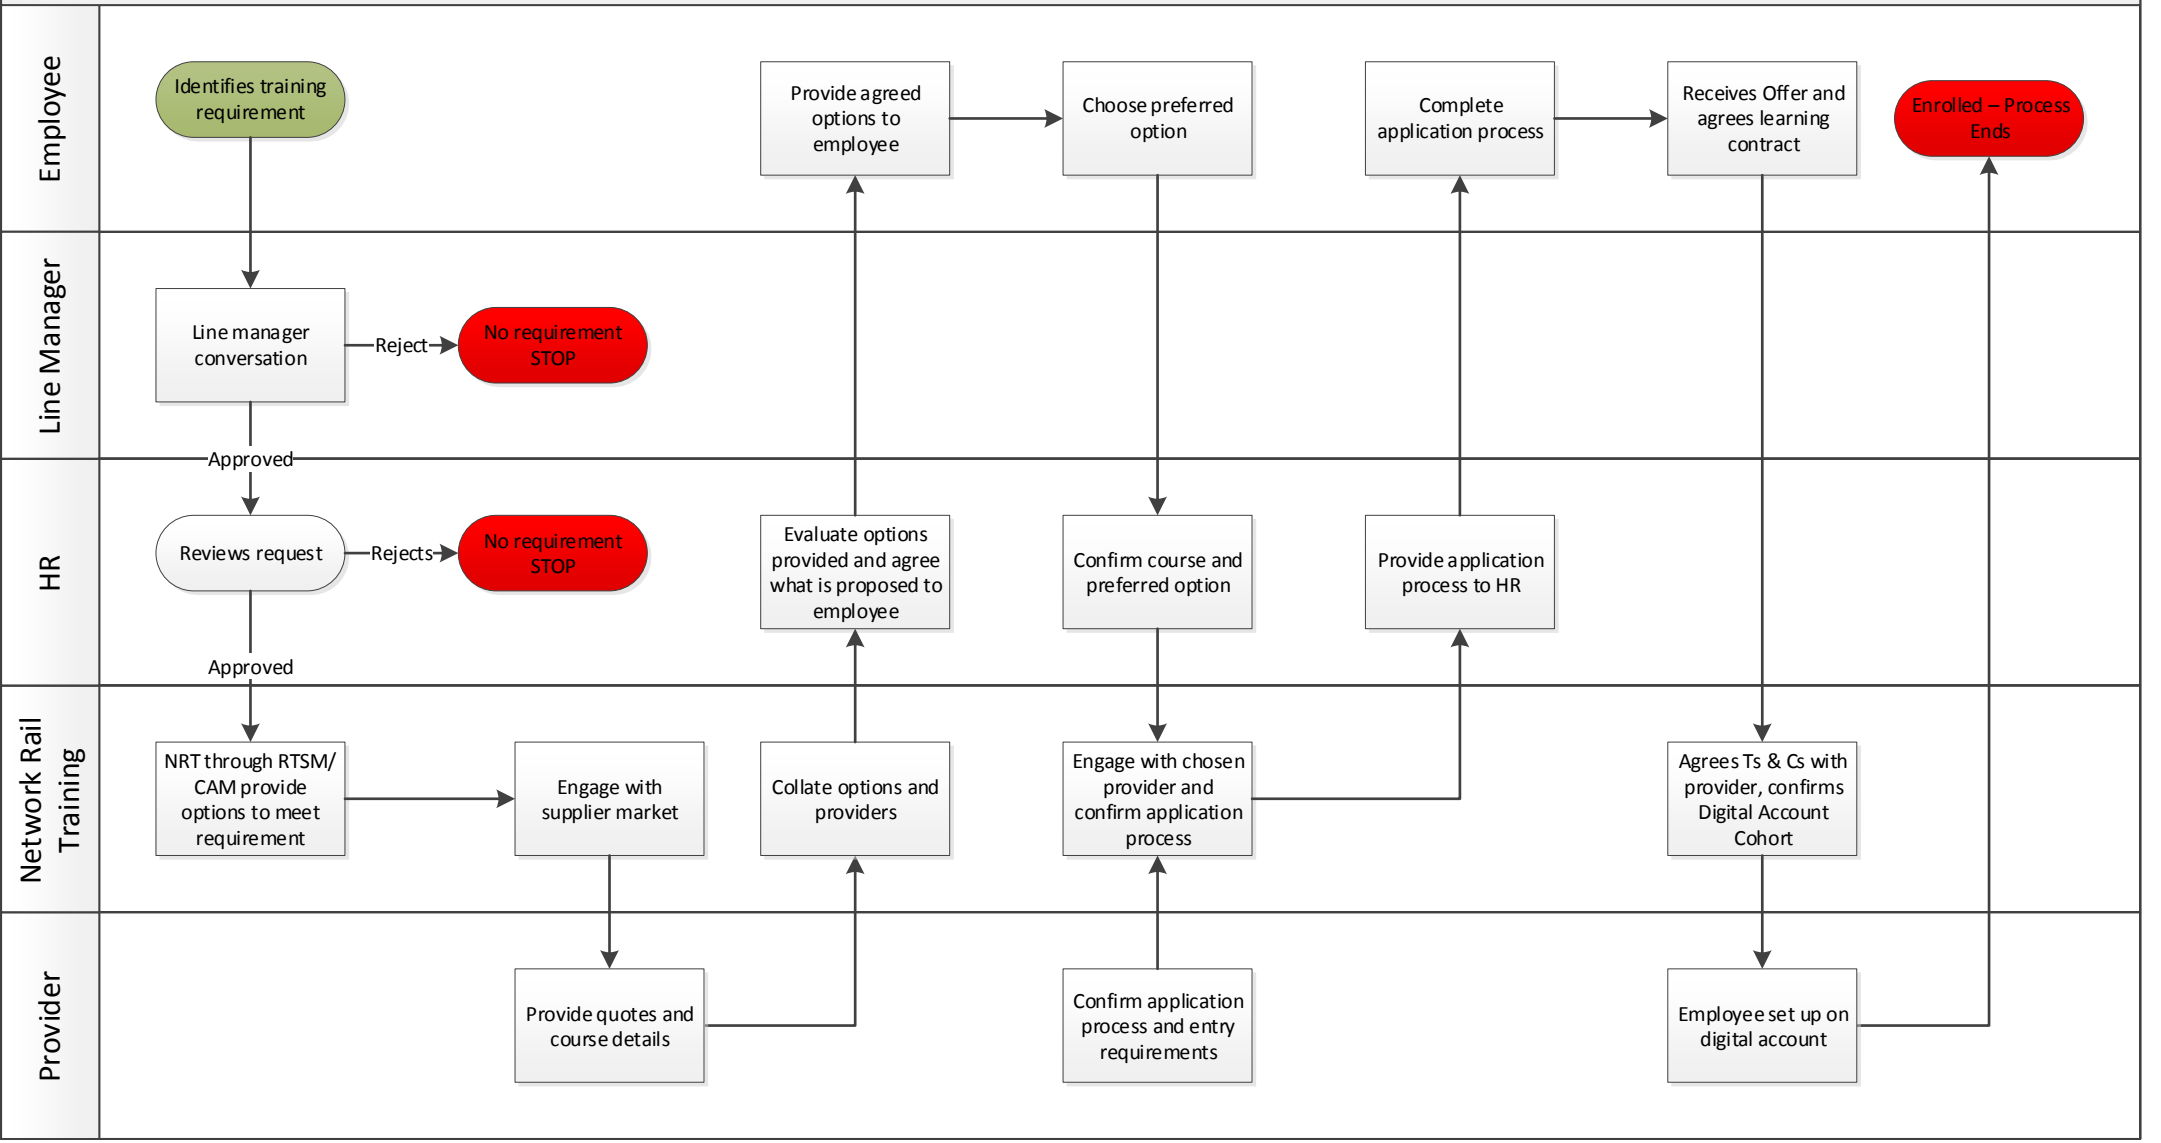 Employee
Identifies training
requirement
Provide agreed
options to
employee
Choose preferred
option
Complete
application process
Receives Offer and
agrees learning
contract
Enrolled – Process
Ends
Line Manager
Line manager
conversation
Reject
No requirement
STOP
Approved
HR
Reviews request
Rejects
No requirement
STOP
Evaluate options
provided and agree
what is proposed to
employee
Confirm course and
preferred option
Provide application
process to HR
Approved
Network Rail
Training
NRT through RTSM/
CAM provide
options to meet
requirement
Engage with
supplier market
Collate options and
providers
Engage with chosen
provider and
confirm application
process
Agrees Ts & Cs with
provider, confirms
Digital Account
Cohort
Provider
Provide quotes and
course details
Confirm application
process and entry
requirements
Employee set up on
digital account